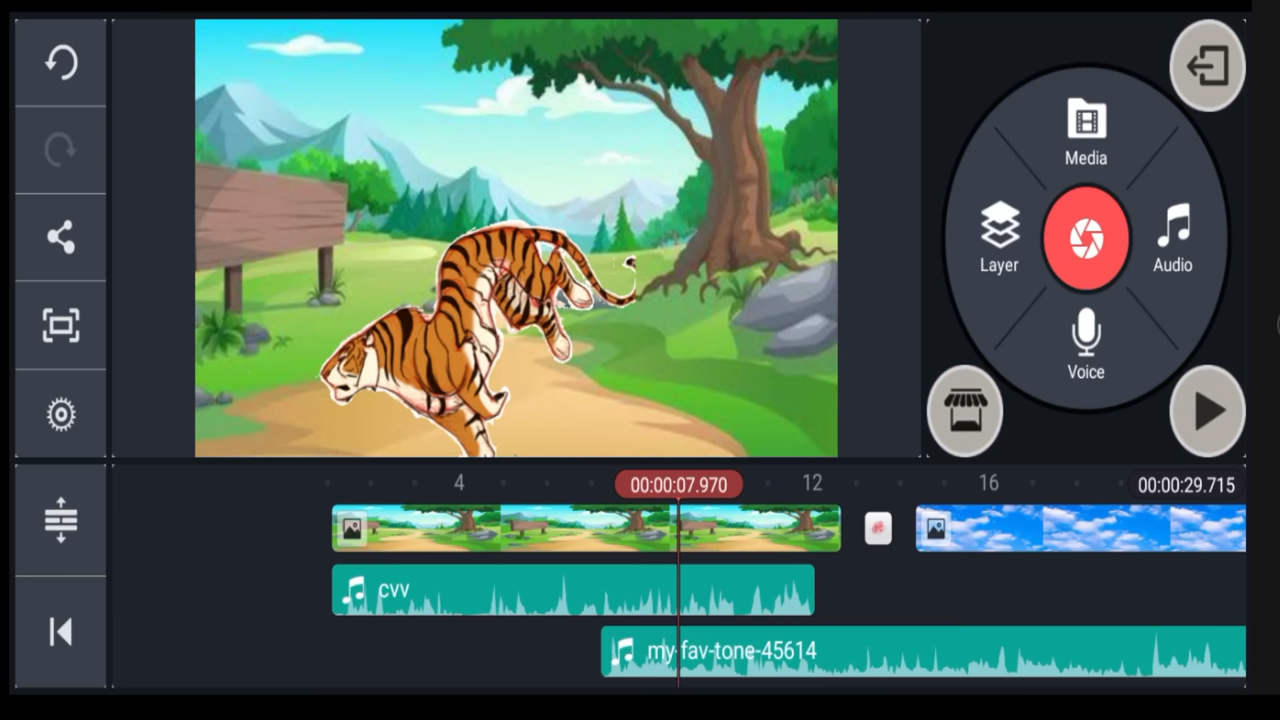 Media
Layer
Audio
Voice
4
00:00:07.970
12
16
00:00:29.715
cvv
my-fav-tone-45614